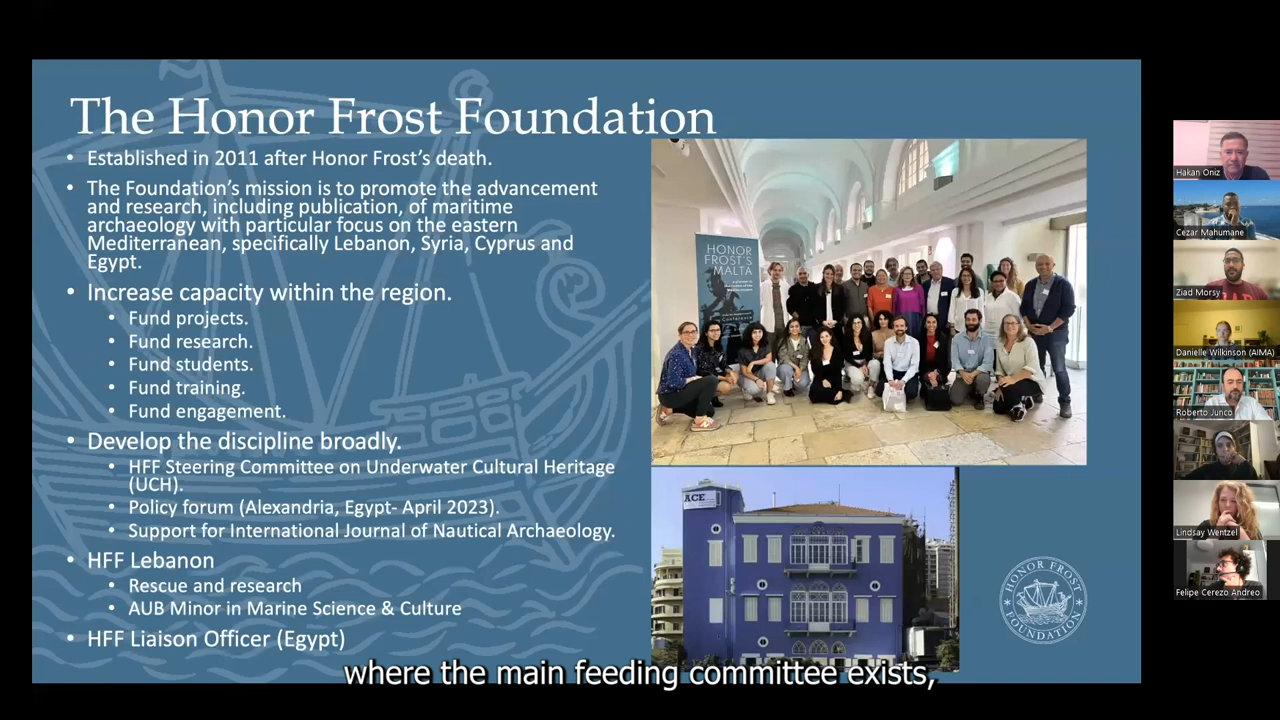 The Honor Frost Foundation
• Established in 2011 after Honor Frost's death.
• The Foundation's mission is to promote the advancement
and research, including publication, of maritime
archaeology with particular focus on the eastern
Mediterranean, specifically Lebanon, Syria, Cyprus and
Egypt.
• Increase capacity within the region.
• Fund projects.
• Fund research.
• Fund students.
• Fund training.
• Fund engagement.
• Develop the discipline broadly.
• HFF Steering Committee on Underwater Cultural Heritage
(UCH).
• Policy forum (Alexandria, Egypt- April 2023).
• Support for International Journal of Nautical Archaeology.
• HFF Lebanon
• Rescue and research
• AUB Minor in Marine Science & Culture
• HFF Liaison Officer (Egypt)
HONOR
FROST'S
MALTA
Conference
ACE
HONOR FROST
FOUNDATION
where the main feeding committee exists,
Hakan Oniz
Cezar Mahumane
Ziad Morsy
Danielle Wilkinson (AIMA)
Roberto Junco
Lindsay Wentzel
Felipe Cerezo Andreo